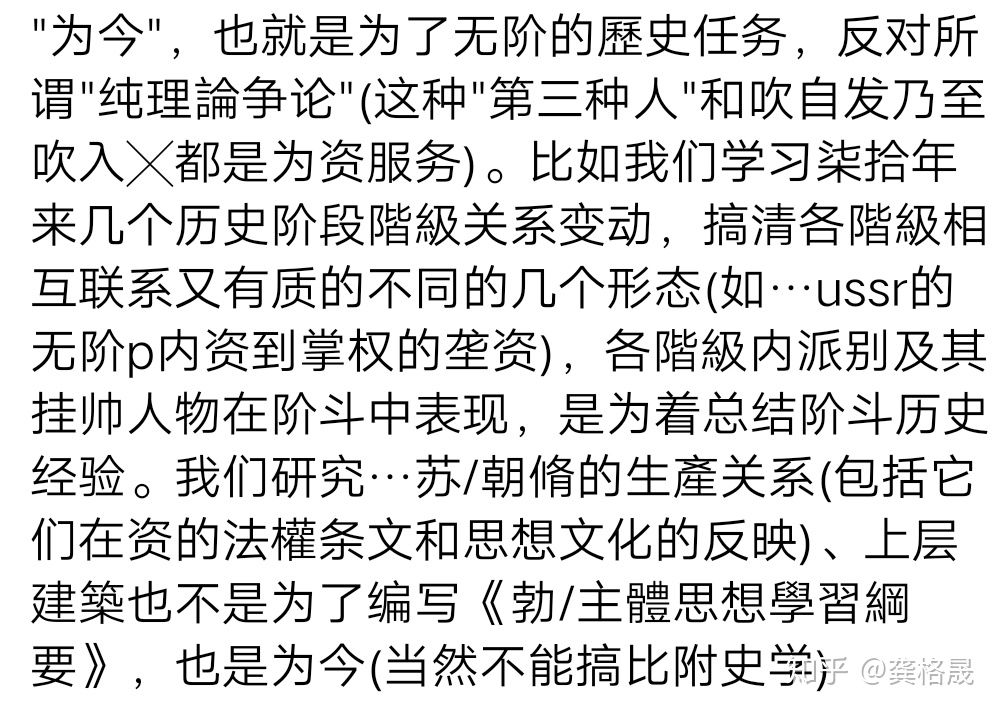 "为今"，也就是为了无阶的歷史任务，反对所
谓"纯理論争论"(这种"第三种人"和吹自发乃至
吹入╳都是为资服务)。比如我们学习柒拾年
来几个历史阶段階級关系变动，搞清各階級相
互联系又有质的不同的几个形态(如…ussr的
无阶p内资到掌权的垄资)，各階級内派别及其
挂帅人物在阶斗中表现，是为着总结阶斗历史
经验。我们研究…苏/朝脩的生產关系(包括它
们在资的法權条文和思想文化的反映)、上层
建築也不是为了编写《勃/主體思想學習綱
要》，也是为今(当然不能搞比附史学)
知乎 @龚格晟